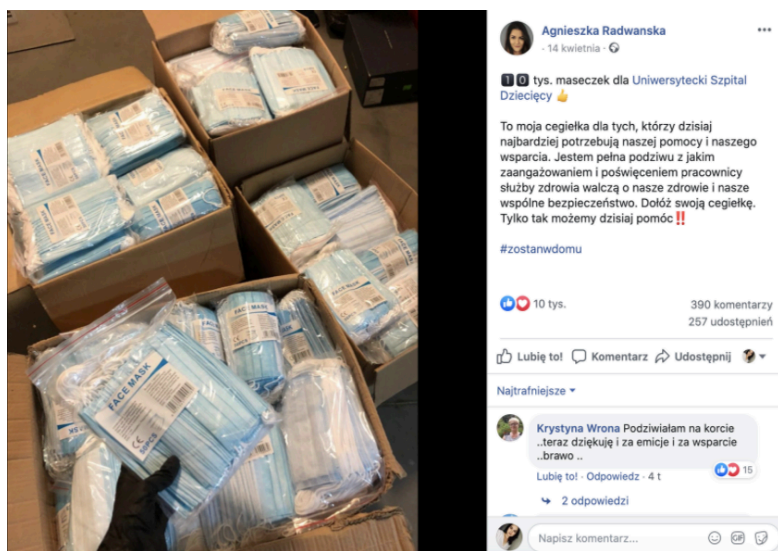 FACE MASK
FACE MASK
FACE MASK
50PCS
CE
Agnieszka Radwanska
· 14 kwietnia ·
10 tys. maseczek dla Uniwersytecki Szpital
Dziecięcy 👍
To moja cegiełka dla tych, którzy dzisiaj
najbardziej potrzebują naszej pomocy i naszego
wsparcia. Jestem pełna podziwu z jakim
zaangażowaniem i poświęceniem pracownicy
służby zdrowia walczą o nasze zdrowie i nasze
wspólne bezpieczeństwo. Dołóż swoją cegiełkę.
Tylko tak możemy dzisiaj pomóc‼️
#zostanwdomu
10 tys.
390 komentarzy
257 udostępnień
Lubię to! Komentarz Udostępnij
Najtrafniejsze
Krystyna Wrona Podziwiałam na korcie
..teraz dziękuję i za emicje i za wsparcie
..brawo ..
15
Lubię to! · Odpowiedz · 4 t
2 odpowiedzi
Napisz komentarz...
GIF